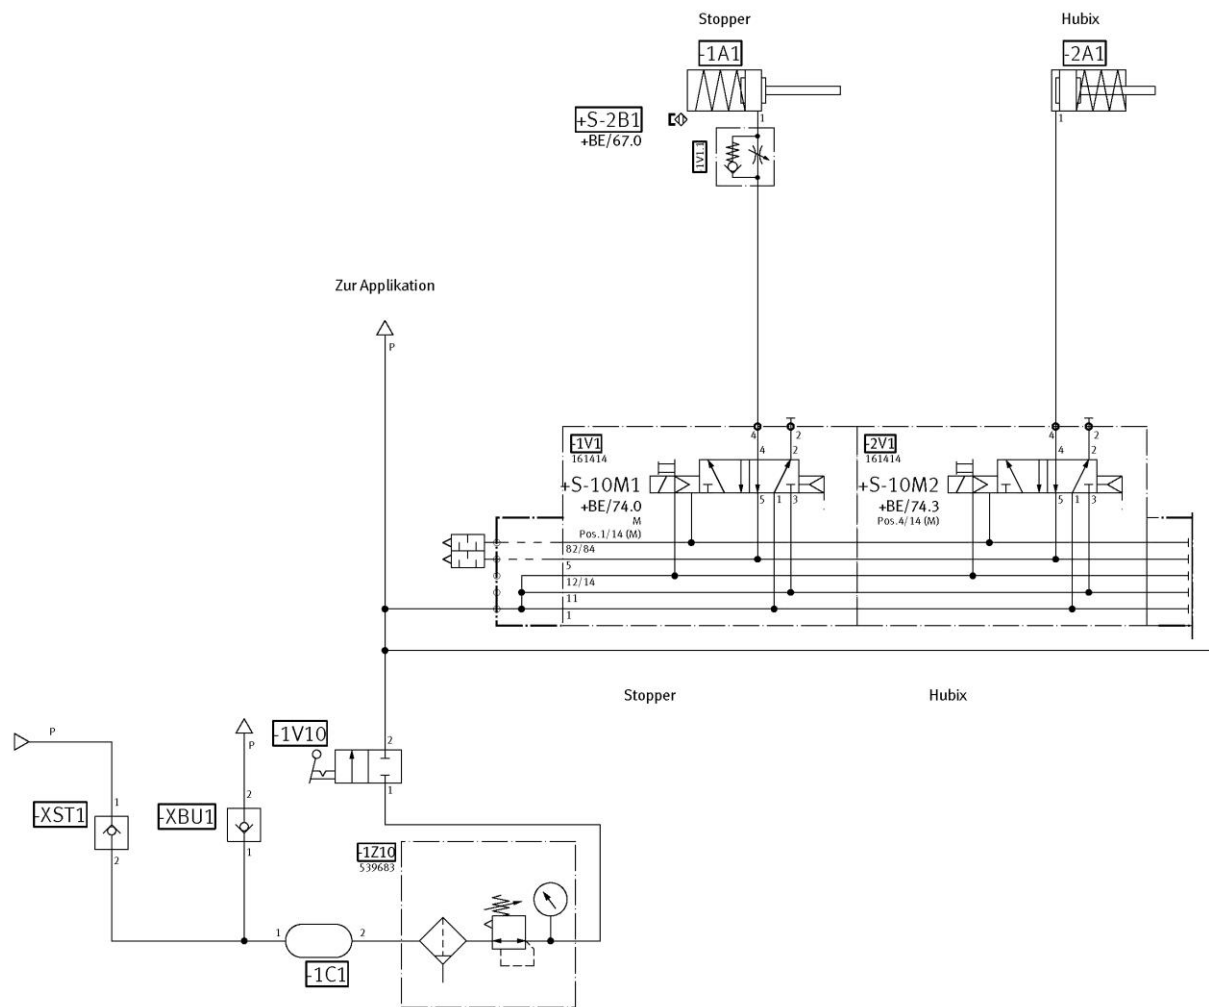 Stopper
Hubix
-1A1
-2A1
+S-2B1
+BE/67.0
1
1
1V1.1
Zur Applikation
P
4
2
4
2
-1V1
161414
4
2
-2V1
161414
4
2
+S-10M1
+BE/74.0
M
Pos.1/14 (M)
5
1
3
+S-10M2
+BE/74.3
Pos.4/14 (M)
5
1
3
82/84
5
12/14
11
1
Stopper
Hubix
P
P
-1V10
2
1
-XST1
1
2
-XBU1
2
1
-1Z10
539683
1
2
-1C1